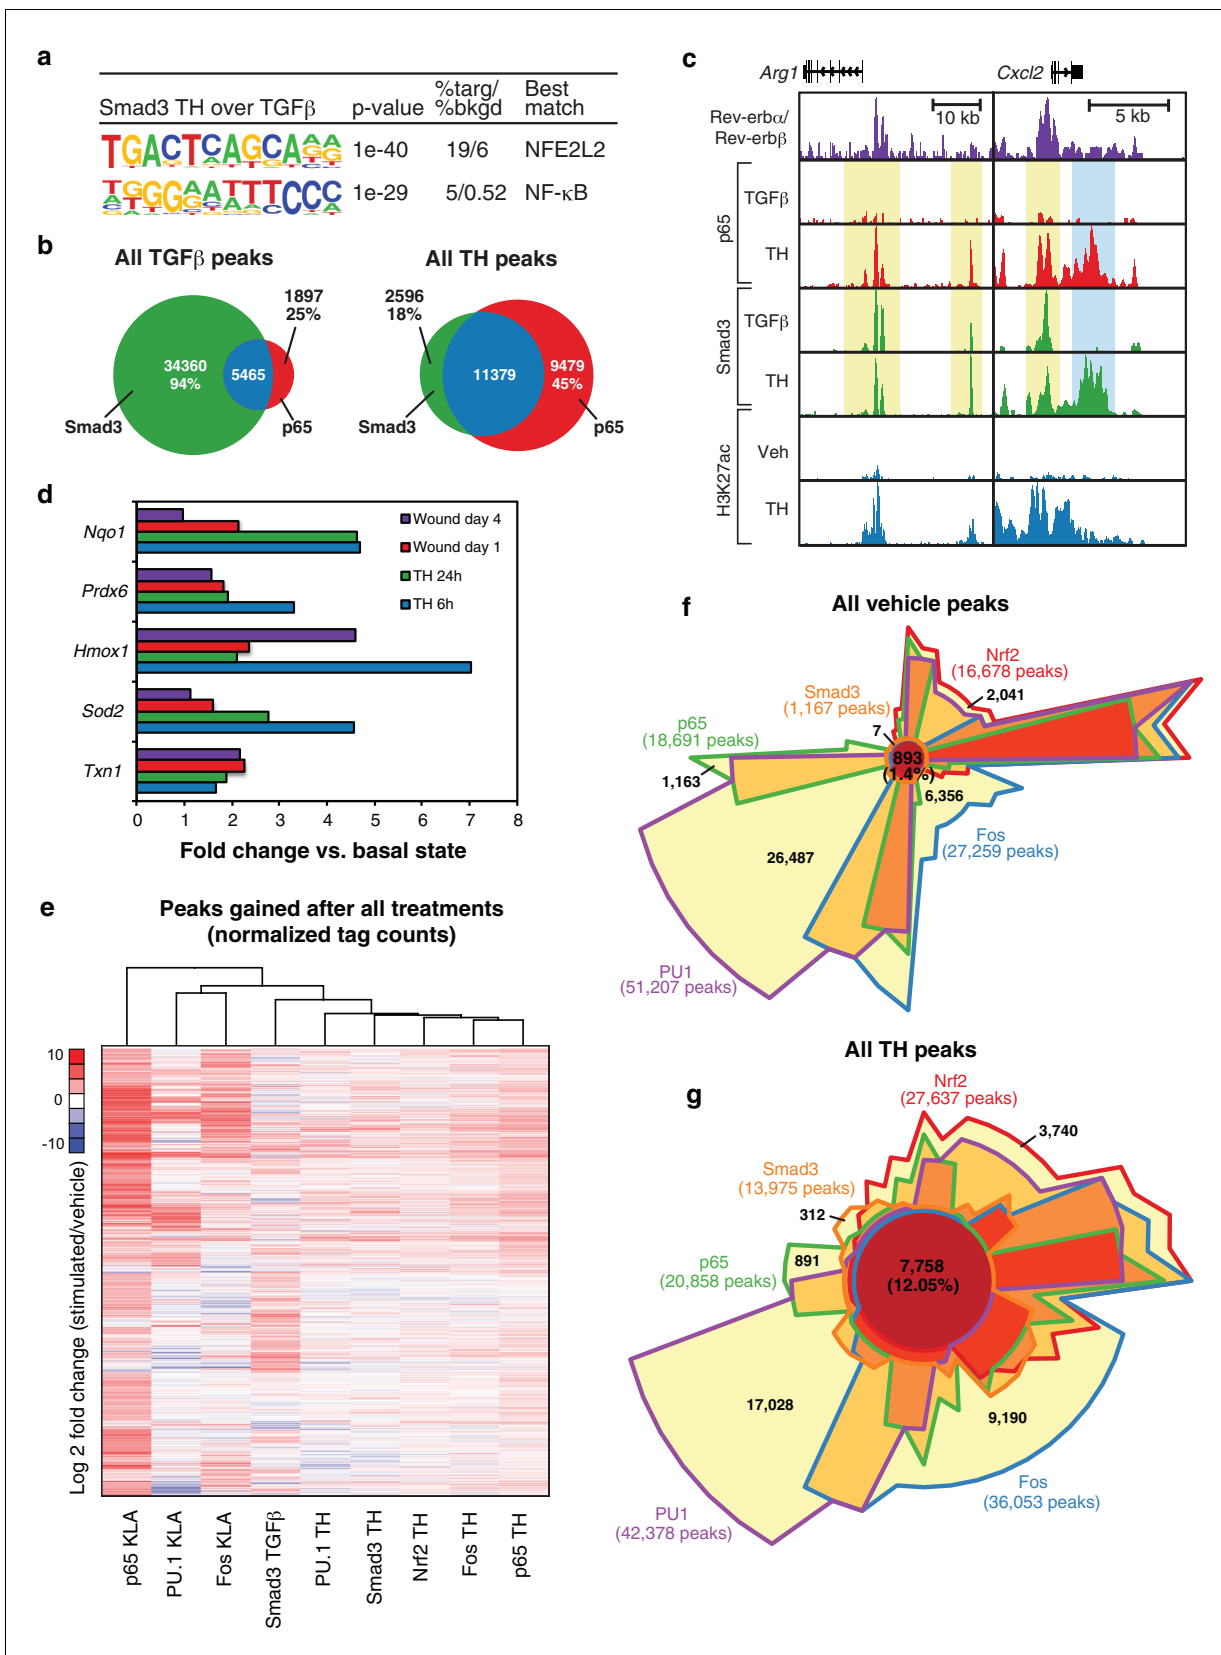 a
Smad3 TH over TGFβ p-value %targ/ %bkgd Best match
TGACTCAGCA 1e-40 19/6 NFE2L2
TGGGAATTTCCC 1e-29 5/0.52 NF-κB
b
All TGFβ peaks
34360
94%
5465
1897
25%
Smad3
p65
All TH peaks
2596
18%
11379
9479
45%
Smad3
p65
c
Arg1
Cxcl2
10 kb
5 kb
Rev-erbα/
Rev-erbβ
p65
TGFβ
TH
Smad3
TGFβ
TH
H3K27ac
Veh
TH
d
Nqo1
Prdx6
Hmox1
Sod2
Txn1
Wound day 4
Wound day 1
TH 24h
TH 6h
0 1 2 3 4 5 6 7 8
Fold change vs. basal state
e
Peaks gained after all treatments
(normalized tag counts)
10
0
-10
Log 2 fold change (stimulated/vehicle)
p65 KLA
PU.1 KLA
Fos KLA
Smad3 TGFβ
PU.1 TH
Smad3 TH
Nrf2 TH
Fos TH
p65 TH
f
All vehicle peaks
Nrf2
(16,678 peaks)
2,041
Smad3
(1,167 peaks)
7
p65
(18,691 peaks)
1,163
893
(1.4%)
6,356
Fos
(27,259 peaks)
26,487
PU1
(51,207 peaks)
g
All TH peaks
Nrf2
(27,637 peaks)
3,740
Smad3
(13,975 peaks)
312
p65
(20,858 peaks)
891
7,758
(12.05%)
17,028
9,190
Fos
(36,053 peaks)
PU1
(42,378 peaks)